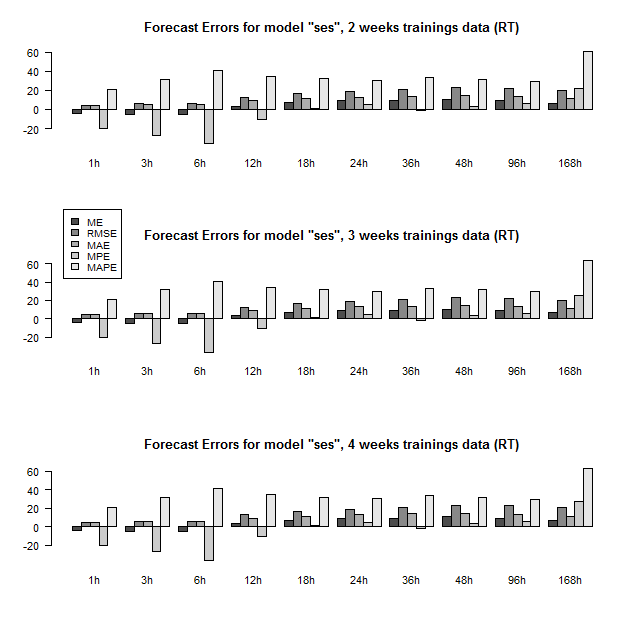 Forecast Errors for model "ses", 2 weeks trainings data (RT)
60
40
20
0
-20
1h 3h 6h 12h 18h 24h 36h 48h 96h 168h
ME
RMSE
MAE
MPE
MAPE
Forecast Errors for model "ses", 3 weeks trainings data (RT)
60
40
20
0
-20
1h 3h 6h 12h 18h 24h 36h 48h 96h 168h
Forecast Errors for model "ses", 4 weeks trainings data (RT)
60
40
20
0
-20
1h 3h 6h 12h 18h 24h 36h 48h 96h 168h